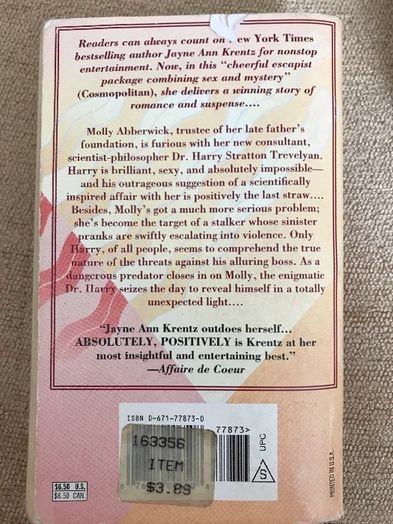 Readers can always count on New York Times
bestselling author Jayne Ann Krentz for nonstop
entertainment. Now, in this "cheerful escapist
package combining sex and mystery"
(Cosmopolitan), she delivers a winning story of
romance and suspense....
Molly Abberwick, trustee of her late father's
foundation, is furious with her new consultant,
scientist-philosopher Dr. Harry Stratton Trevelyan.
Harry is brilliant, sexy, and absolutely impossible—
and his outrageous suggestion of a scientifically
inspired affair with her is positively the last straw....
Besides, Molly's got a much more serious problem;
she's become the target of a stalker whose sinister
pranks are swiftly escalating into violence. Only
Harry, of all people, seems to comprehend the true
nature of the threats against his alluring boss. As a
dangerous predator closes in on Molly, the enigmatic
Dr. Harry seizes the day to reveal himself in a totally
unexpected light....
"Jayne Ann Krentz outdoes herself...
ABSOLUTELY, POSITIVELY is Krentz at her
most insightful and entertaining best."
—Affaire de Coeur
ISBN 0-671-77873-0
77873>
UPC
S
163356
ITEM
$3.89
$6.50 U.S.
$8.50 CAN.
PRINTED IN U.S.A.